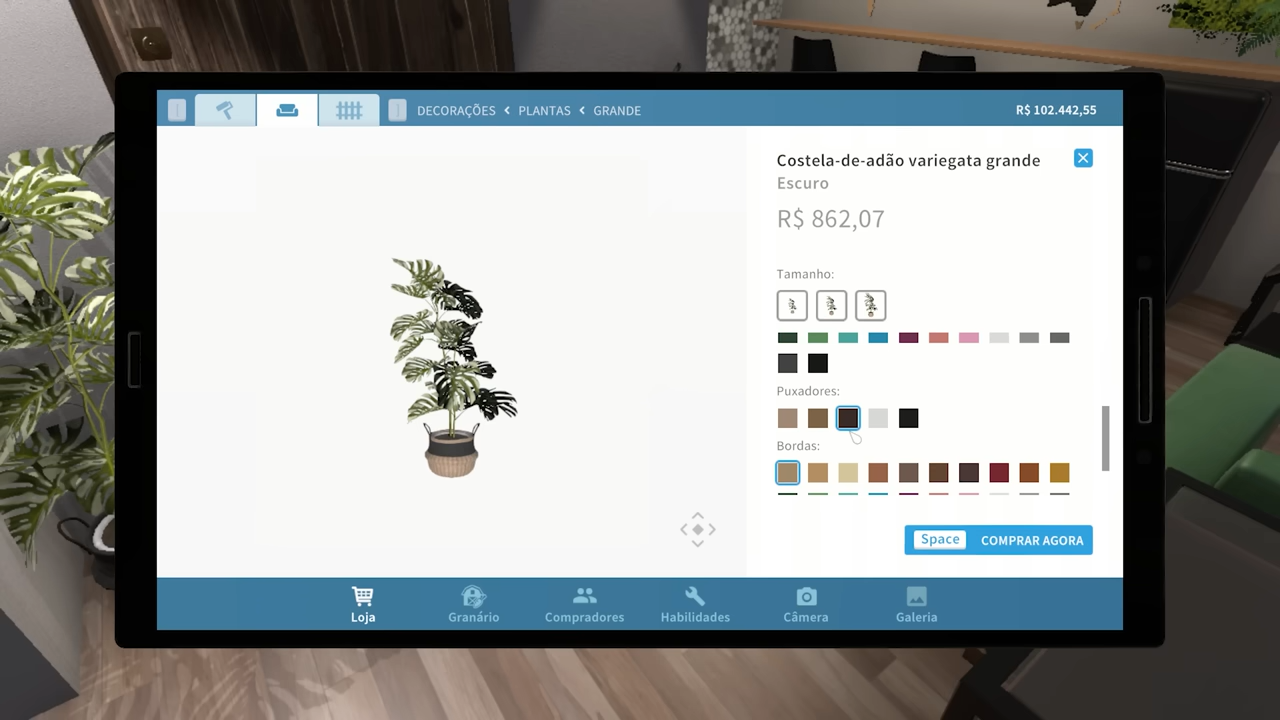 DECORAÇÕES < PLANTAS < GRANDE
R$ 102.442,55
Costela-de-adão variegata grande
Escuro
R$ 862,07
Tamanho:
Puxadores:
Bordas:
Space COMPRAR AGORA
Loja Granário Compradores Habilidades Câmera Galeria